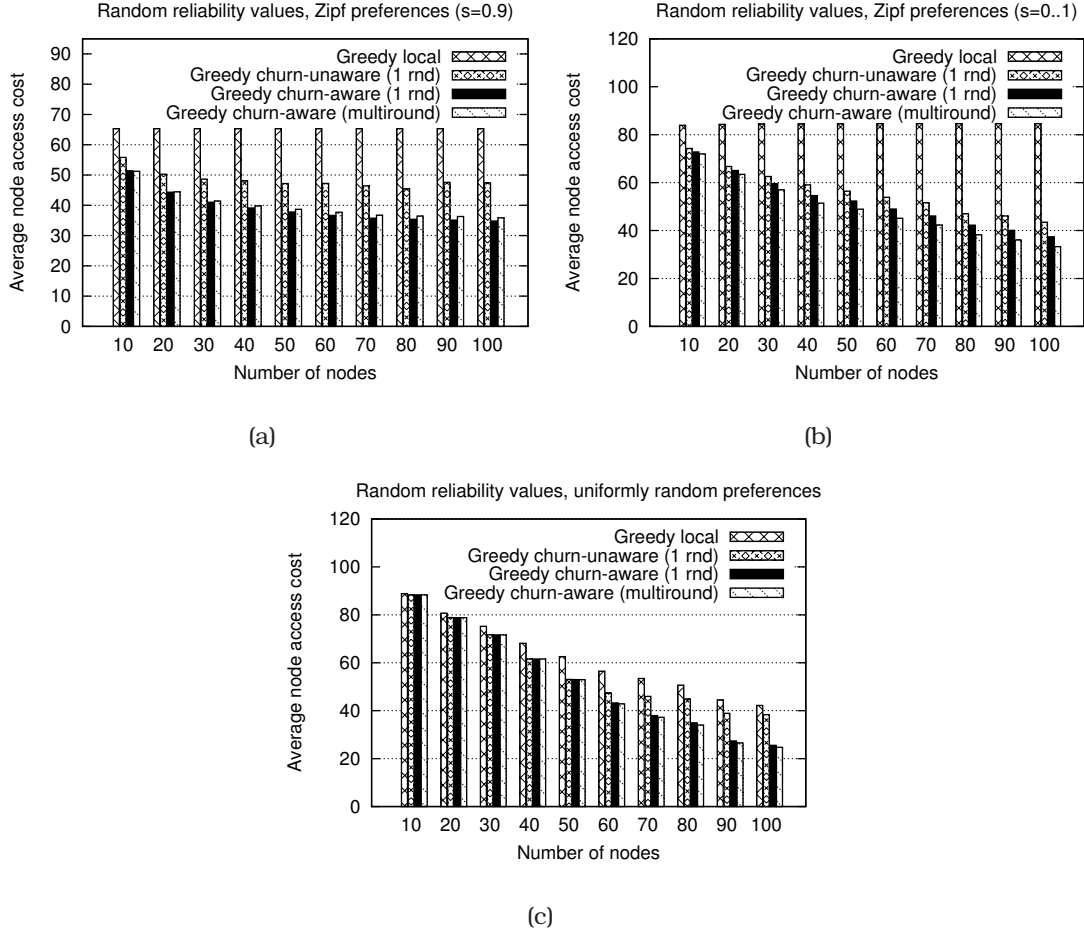 Random reliability values, Zipf preferences (s=0.9)
Average node access cost
90
80
70
60
50
40
30
20
10
0
Greedy local
Greedy churn-unaware (1 rnd)
Greedy churn-aware (1 rnd)
Greedy churn-aware (multiround)
10 20 30 40 50 60 70 80 90 100
Number of nodes
(a)
Random reliability values, Zipf preferences (s=0..1)
Average node access cost
120
100
80
60
40
20
0
Greedy local
Greedy churn-unaware (1 rnd)
Greedy churn-aware (1 rnd)
Greedy churn-aware (multiround)
10 20 30 40 50 60 70 80 90 100
Number of nodes
(b)
Random reliability values, uniformly random preferences
Average node access cost
120
100
80
60
40
20
0
Greedy local
Greedy churn-unaware (1 rnd)
Greedy churn-aware (1 rnd)
Greedy churn-aware (multiround)
10 20 30 40 50 60 70 80 90 100
Number of nodes
(c)